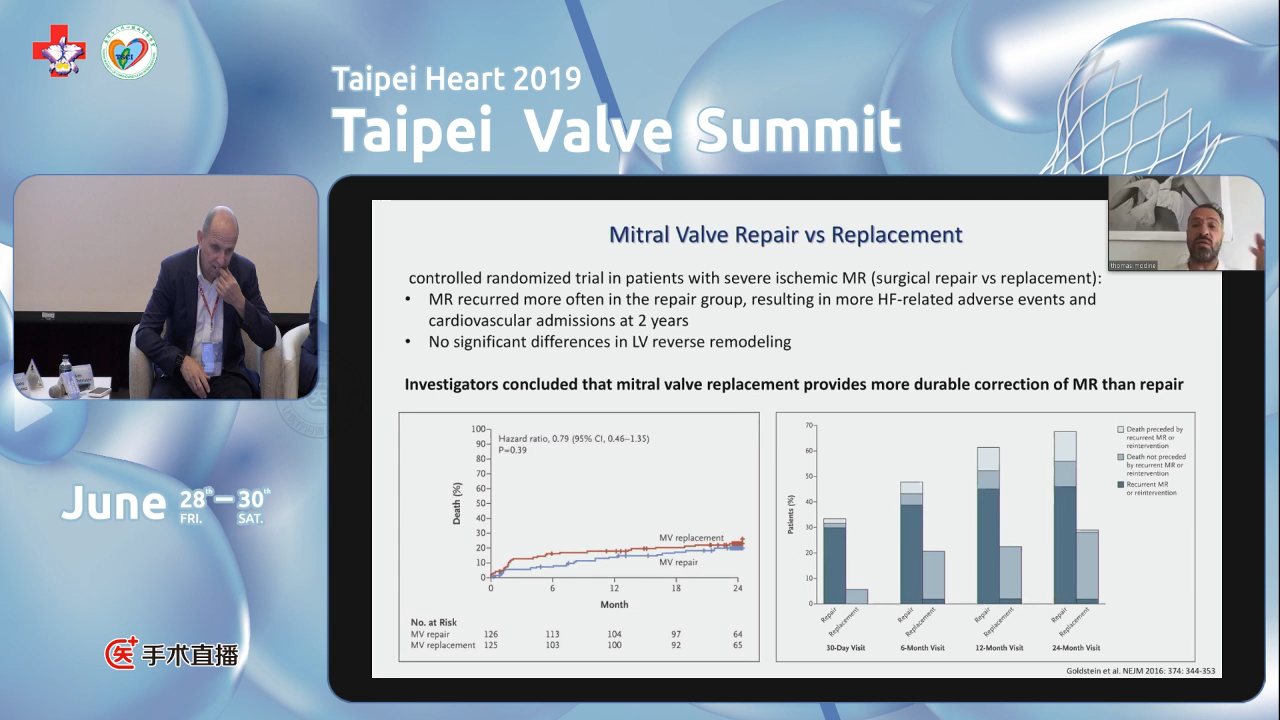 Taipei Heart 2019
Taipei Valve Summit
thomas modine
Mitral Valve Repair vs Replacement
controlled randomized trial in patients with severe ischemic MR (surgical repair vs replacement):
• MR recurred more often in the repair group, resulting in more HF-related adverse events and
cardiovascular admissions at 2 years
• No significant differences in LV reverse remodeling
Investigators concluded that mitral valve replacement provides more durable correction of MR than repair
Hazard ratio, 0.79 (95% CI, 0.46–1.35)
P=0.39
Death (%)
100
90
80
70
60
50
40
30
20
10
0
MV replacement
MV repair
0 6 12 18 24
Month
No. at Risk
MV repair 126 113 104 97 64
MV replacement 125 103 100 92 65
Patients (%)
70
60
50
40
30
20
10
0
Death preceded by
recurrent MR or
reintervention
Death not preceded
by recurrent MR or
reintervention
Recurrent MR
or reintervention
Repair Replacement Repair Replacement Repair Replacement Repair Replacement
30-Day Visit 6-Month Visit 12-Month Visit 24-Month Visit
Goldstein et al. NEJM 2016: 374: 344-353
June 28th – 30th
FRI. SAT.
医 手术直播